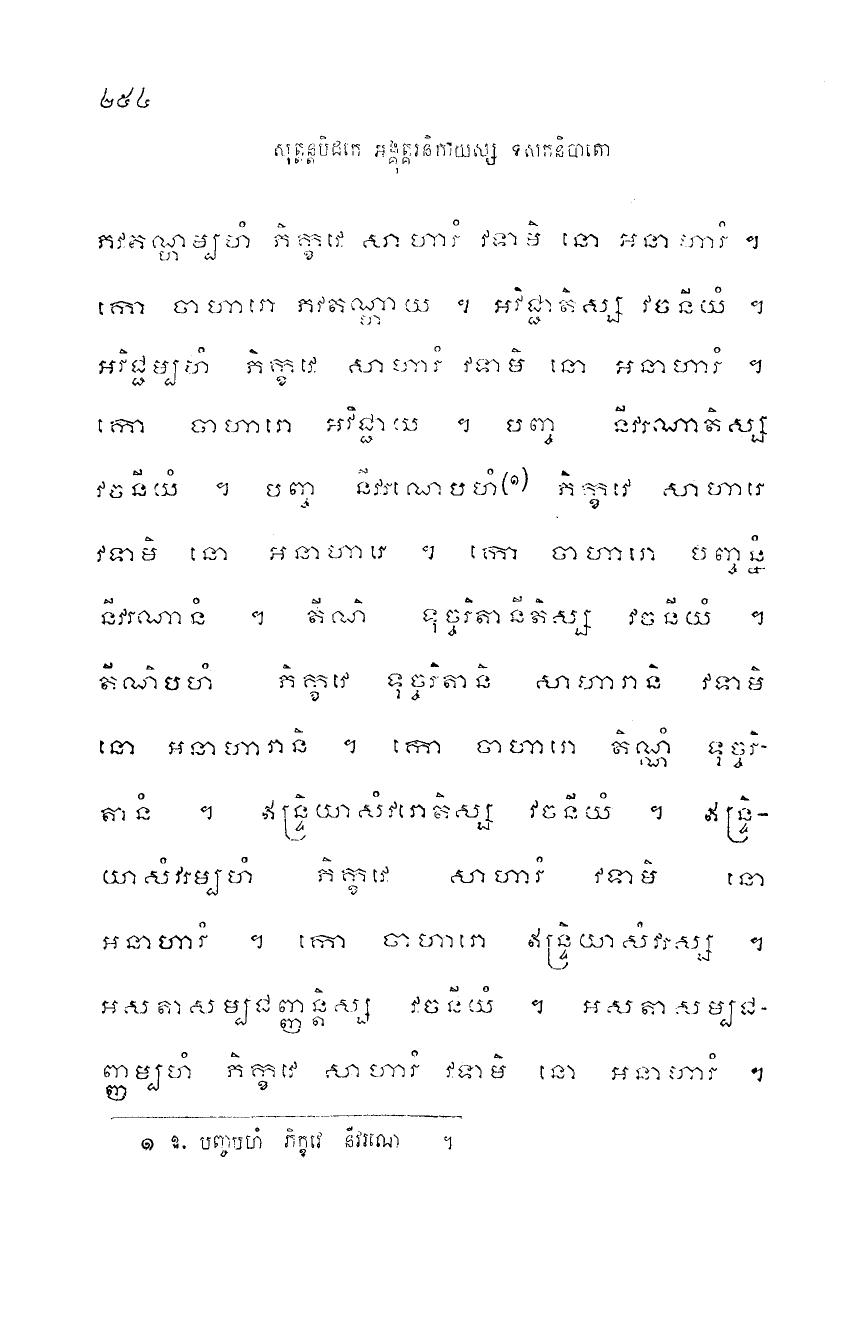 ២៥៤
សុត្តន្តបិដកេ អង្គុត្តរនិកាយស្ស ទសកនិបាតោ
ភវតណ្ហម្បហំ ភិក្ខវេ សាហារំ វទាមិ នោ អនាហារំ ។
កោ ចាហារោ ភវតណ្ហាយ ។ អវិជ្ជាតិស្ស វចនីយំ ។
អវិជ្ជម្បហំ ភិក្ខវេ សាហារំ វទាមិ នោ អនាហារំ ។
កោ ចាហារោ អវិជ្ជាយ ។ បញ្ច នីវរណាតិស្ស
វចនីយំ ។ បញ្ច នីវរណេបហំ(១) ភិក្ខវេ សាហារេ
វទាមិ នោ អនាហារេ ។ កោ ចាហារោ បញ្ចន្នំ
នីវរណានំ ។ តីណិ ទុច្ចរិតានីតិស្ស វចនីយំ ។
តីណិបហំ ភិក្ខវេ ទុច្ចរិតានិ សាហារានិ វទាមិ
នោ អនាហារានិ ។ កោ ចាហារោ តិណ្ណំ ទុច្ចរិ-
តានំ ។ ឥន្ទ្រិយាសំវរោតិស្ស វចនីយំ ។ ឥន្ទ្រិ-
យាសំវរម្បហំ ភិក្ខវេ សាហារំ វទាមិ នោ
អនាហារំ ។ កោ ចាហារោ ឥន្ទ្រិយាសំវរស្ស ។
អសតាសម្បជញ្ញន្តិស្ស វចនីយំ ។ អសតាសម្បជ-
ញ្ញម្បហំ ភិក្ខវេ សាហារំ វទាមិ នោ អនាហារំ ។
១ ឱ. បញ្ចបហំ ភិក្ខវេ នីវរណេ ។